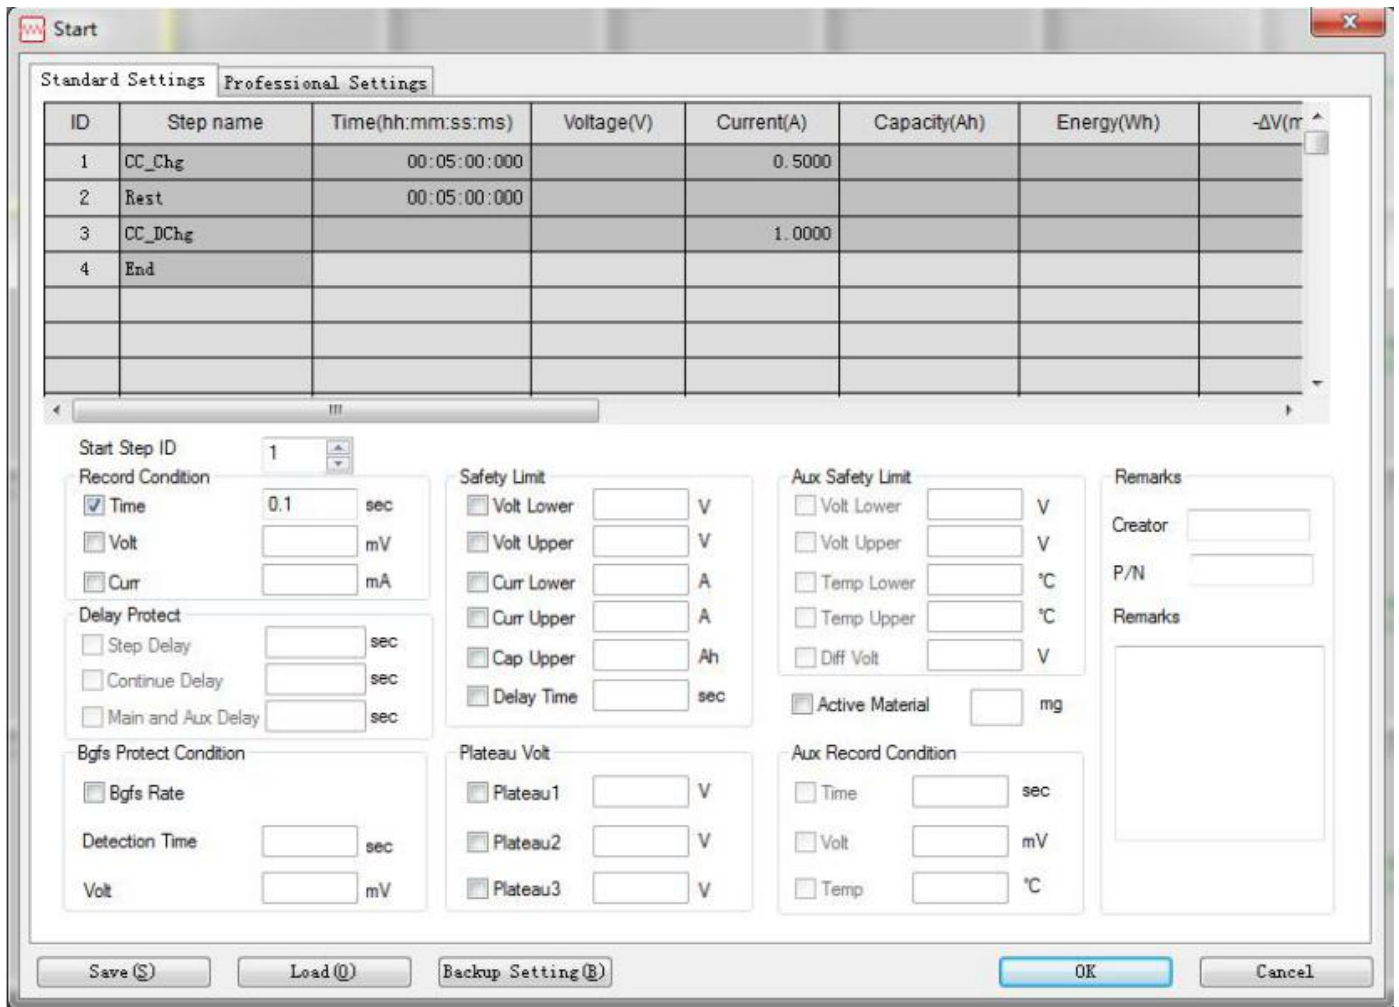 Start
Standard Settings Professional Settings
ID Step name Time(hh:mm:ss:ms) Voltage(V) Current(A) Capacity(Ah) Energy(Wh) -ΔV(m
1 CC_Chg 00:05:00:000 0.5000
2 Rest 00:05:00:000
3 CC_DChg 1.0000
4 End
Start Step ID 1
Record Condition
Time 0.1 sec
Volt mV
Curr mA
Delay Protect
Step Delay sec
Continue Delay sec
Main and Aux Delay sec
Bgfs Protect Condition
Bgfs Rate
Detection Time sec
Volt mV
Safety Limit
Volt Lower V
Volt Upper V
Curr Lower A
Curr Upper A
Cap Upper Ah
Delay Time sec
Plateau Volt
Plateau1 V
Plateau2 V
Plateau3 V
Aux Safety Limit
Volt Lower V
Volt Upper V
Temp Lower °C
Temp Upper °C
Diff Volt V
Active Material mg
Aux Record Condition
Time sec
Volt mV
Temp °C
Remarks
Creator
P/N
Remarks
Save(S) Load(O) Backup Setting(B) OK Cancel